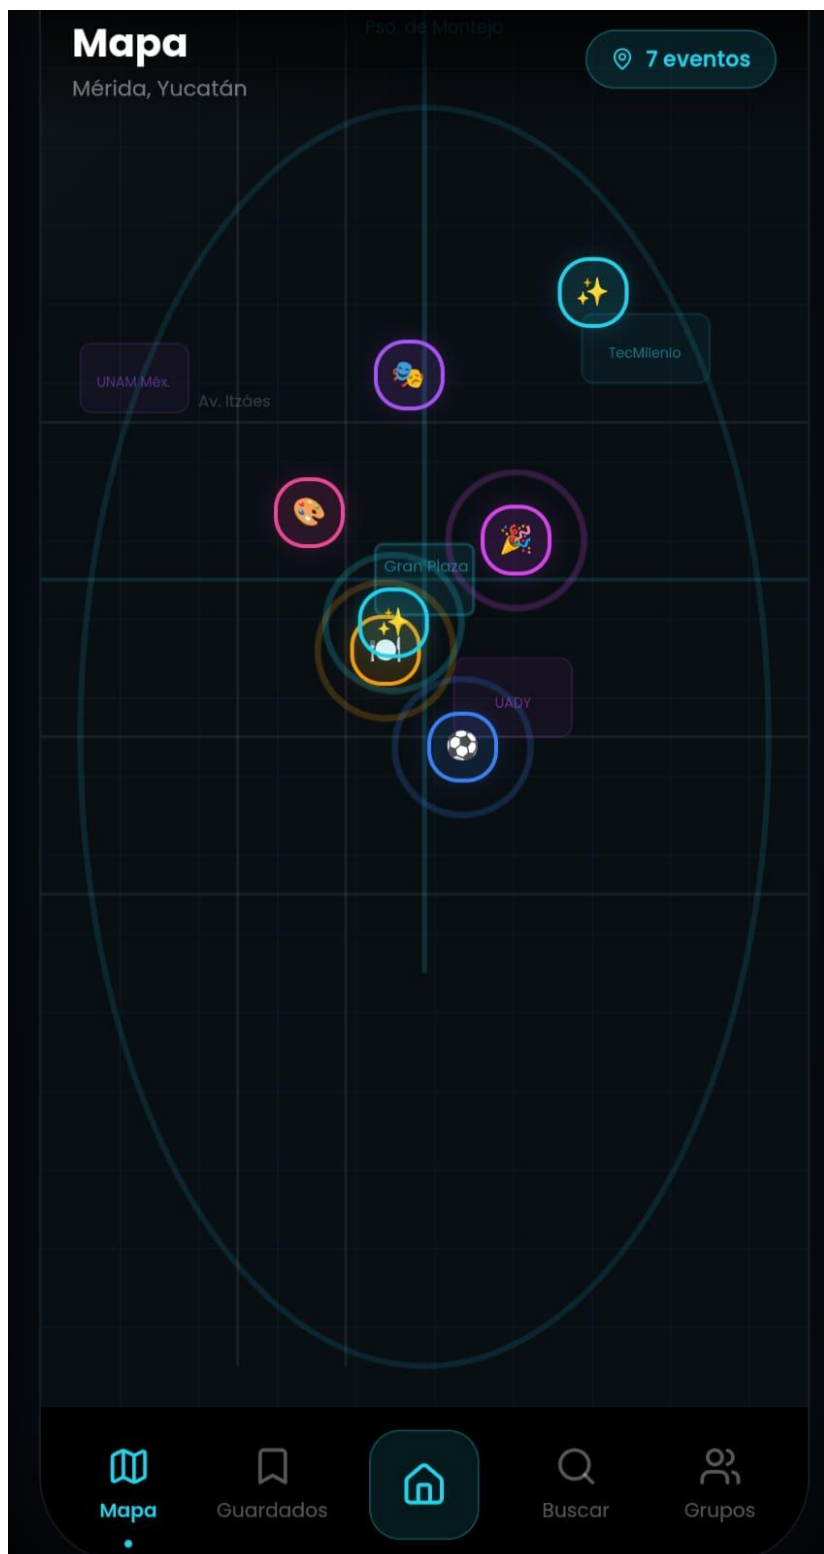 Pso. de Montejo
Mapa
7 eventos
Mérida, Yucatán
TecMilenio
UNAM Méx.
Av. Itzáes
Gran Plaza
UADY
Mapa
Guardados
Buscar
Grupos